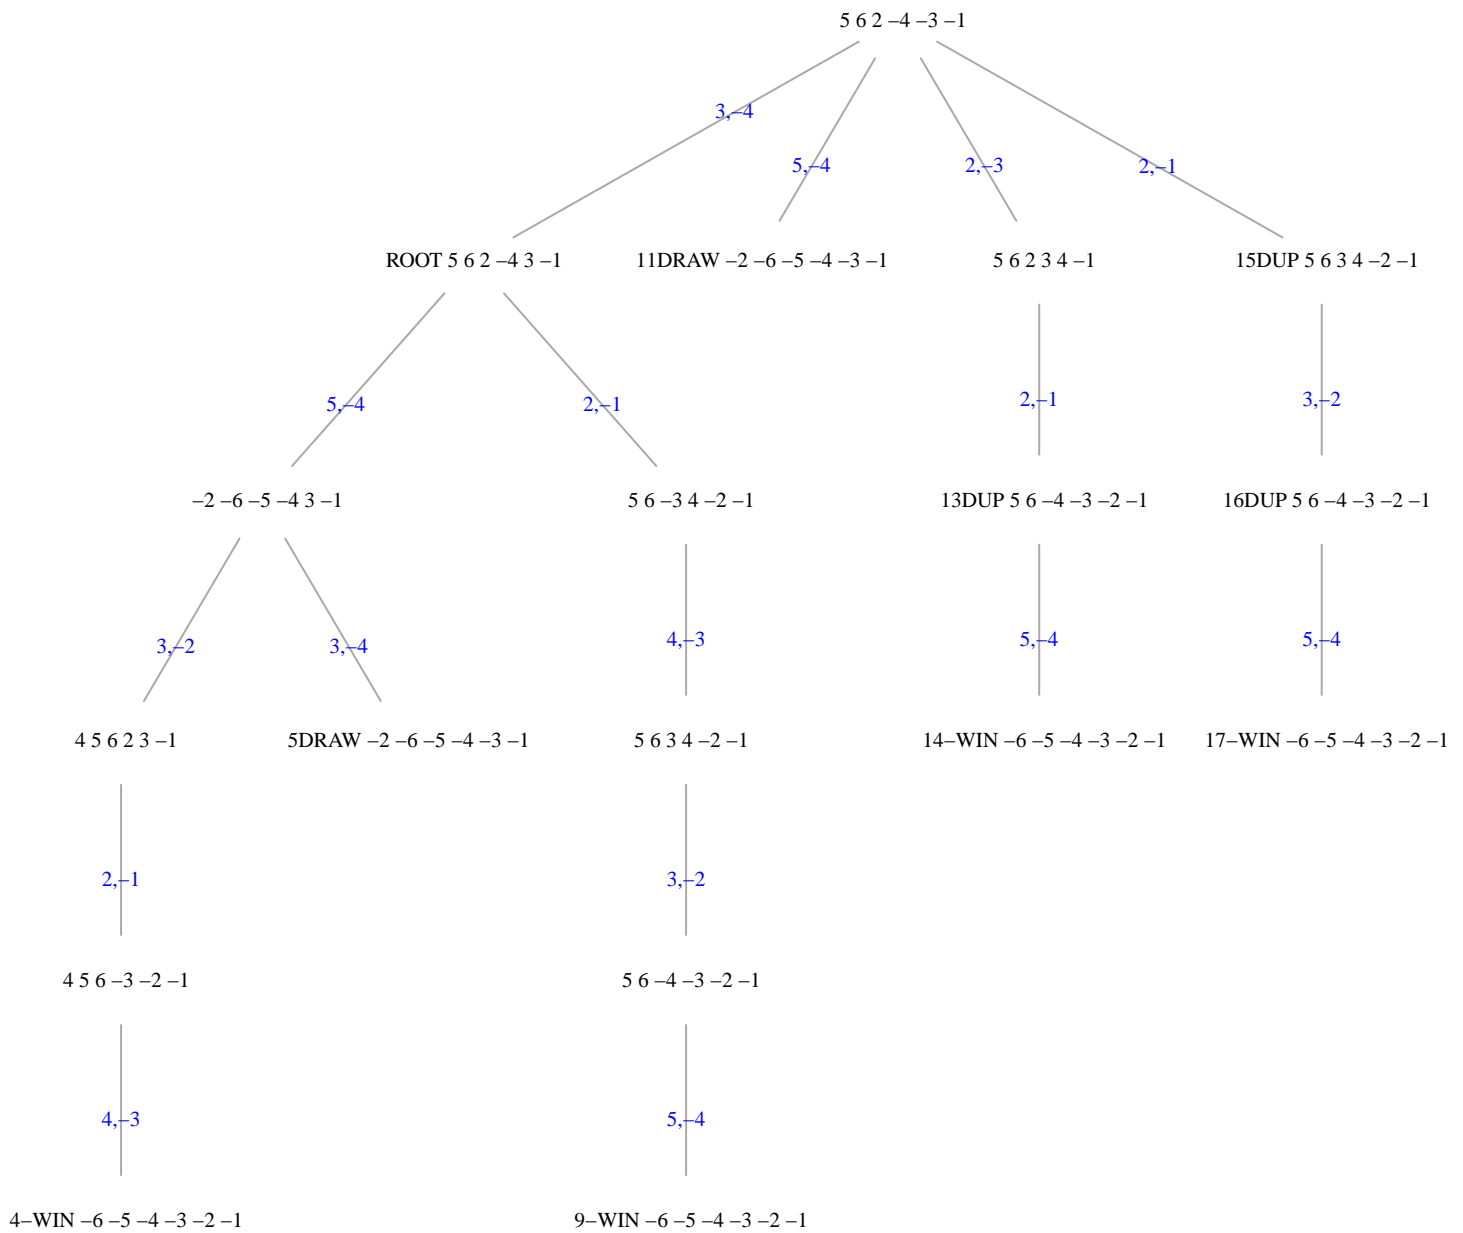 5 6 2 –4 –3 –1
3,–4
5,–4
2,–3
2,–1
ROOT 5 6 2 –4 3 –1
11DRAW –2 –6 –5 –4 –3 –1
5 6 2 3 4 –1
15DUP 5 6 3 4 –2 –1
5,–4
2,–1
2,–1
3,–2
–2 –6 –5 –4 3 –1
5 6 –3 4 –2 –1
13DUP 5 6 –4 –3 –2 –1
16DUP 5 6 –4 –3 –2 –1
3,–2
3,–4
4,–3
5,–4
5,–4
4 5 6 2 3 –1
5DRAW –2 –6 –5 –4 –3 –1
5 6 3 4 –2 –1
14–WIN –6 –5 –4 –3 –2 –1
17–WIN –6 –5 –4 –3 –2 –1
2,–1
3,–2
4 5 6 –3 –2 –1
5 6 –4 –3 –2 –1
4,–3
5,–4
4–WIN –6 –5 –4 –3 –2 –1
9–WIN –6 –5 –4 –3 –2 –1